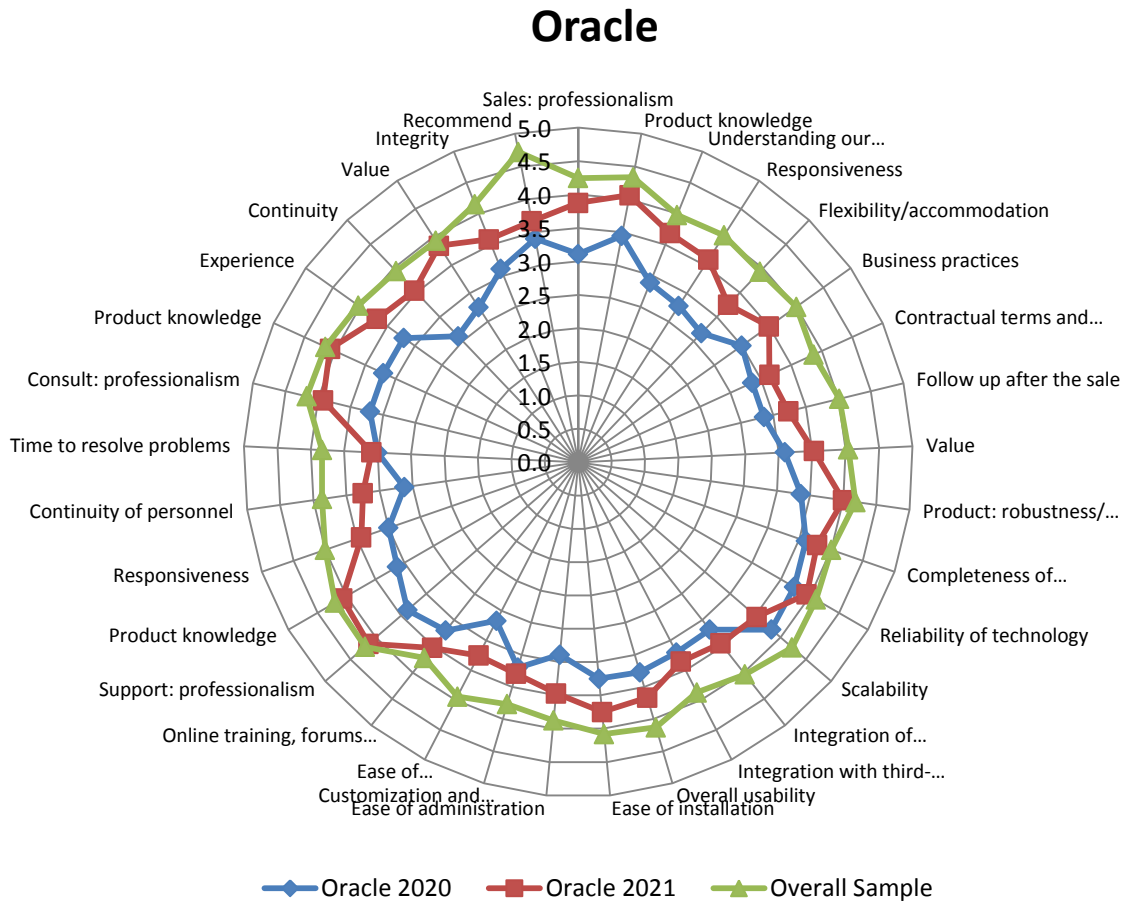 Oracle
Sales: professionalism
Product knowledge
Understanding our...
Responsiveness
Flexibility/accommodation
Business practices
Contractual terms and...
Follow up after the sale
Value
Product: robustness/...
Completeness of...
Reliability of technology
Scalability
Integration of...
Integration with third-...
Overall usability
Ease of installation
Ease of administration
Customization and...
Ease of...
Online training, forums...
Support: professionalism
Product knowledge
Responsiveness
Continuity of personnel
Time to resolve problems
Consult: professionalism
Product knowledge
Experience
Continuity
Value
Integrity
Recommend
5.0
4.5
4.0
3.5
3.0
2.5
2.0
1.5
1.0
0.5
0.0
Oracle 2020
Oracle 2021
Overall Sample